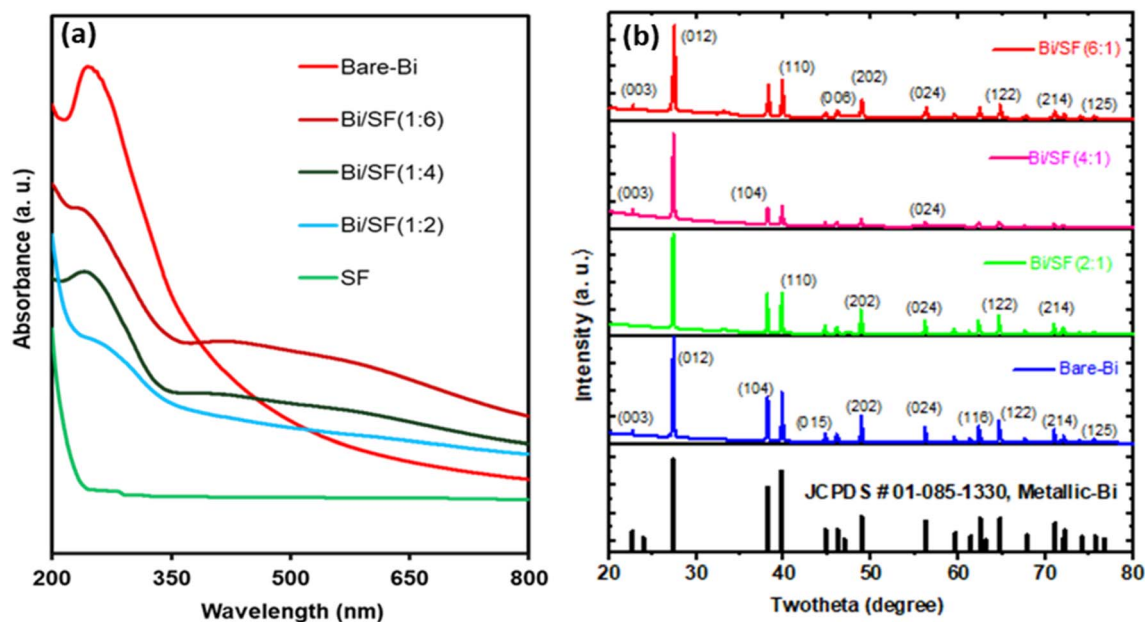 (a)
Bare-Bi
Bi/SF(1:6)
Bi/SF(1:4)
Bi/SF(1:2)
SF
Absorbance (a. u.)
200 350 500 650 800
Wavelength (nm)
(b)
(012)
Bi/SF(6:1)
(003)
(110)
(006)
(202)
(024)
(122)
(214)
(125)
Bi/SF(4:1)
(003)
(104)
(024)
Bi/SF(2:1)
(110)
(202)
(024)
(122)
(214)
Bare-Bi
(012)
(003)
(104)
(015)
(202)
(024)
(116)
(122)
(214)
(125)
JCPDS # 01-085-1330, Metallic-Bi
Intensity (a. u.)
20 30 40 50 60 70 80
Twotheta (degree)